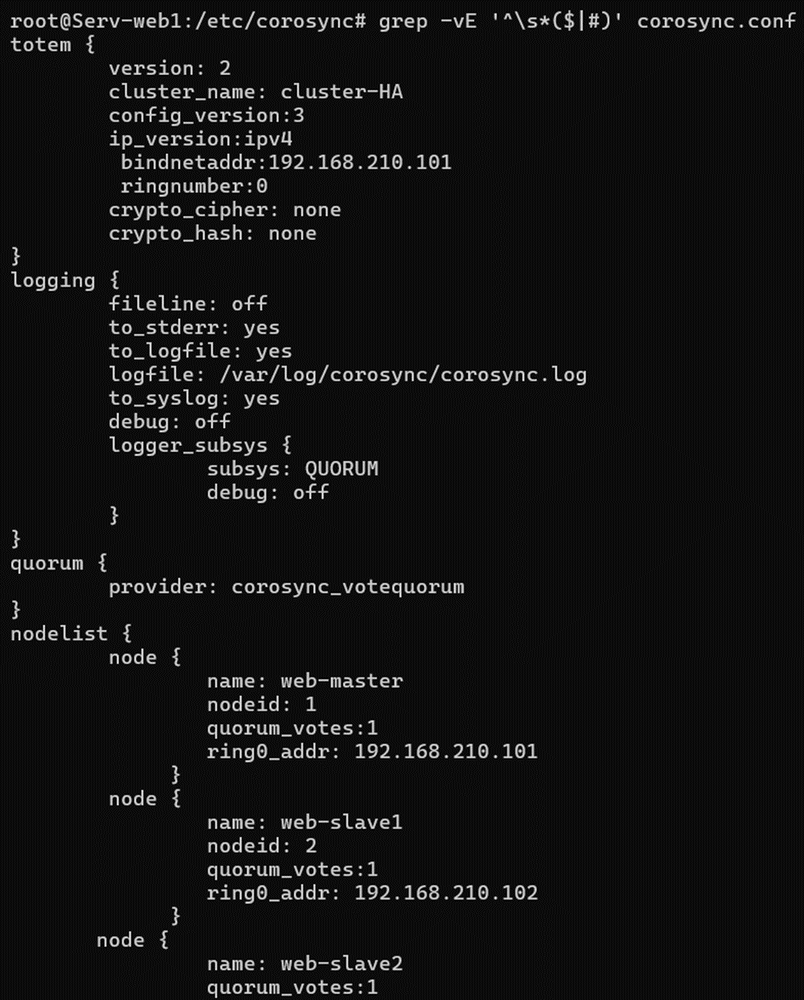 root@Serv-web1:/etc/corosync# grep -vE '^\s*($|#)' corosync.conf
totem {
version: 2
cluster_name: cluster-HA
config_version:3
ip_version:ipv4
bindnetaddr:192.168.210.101
ringnumber:0
crypto_cipher: none
crypto_hash: none
}
logging {
fileline: off
to_stderr: yes
to_logfile: yes
logfile: /var/log/corosync/corosync.log
to_syslog: yes
debug: off
logger_subsys {
subsys: QUORUM
debug: off
}
}
quorum {
provider: corosync_votequorum
}
nodelist {
node {
name: web-master
nodeid: 1
quorum_votes:1
ring0_addr: 192.168.210.101
}
node {
name: web-slave1
nodeid: 2
quorum_votes:1
ring0_addr: 192.168.210.102
}
node {
name: web-slave2
quorum_votes:1